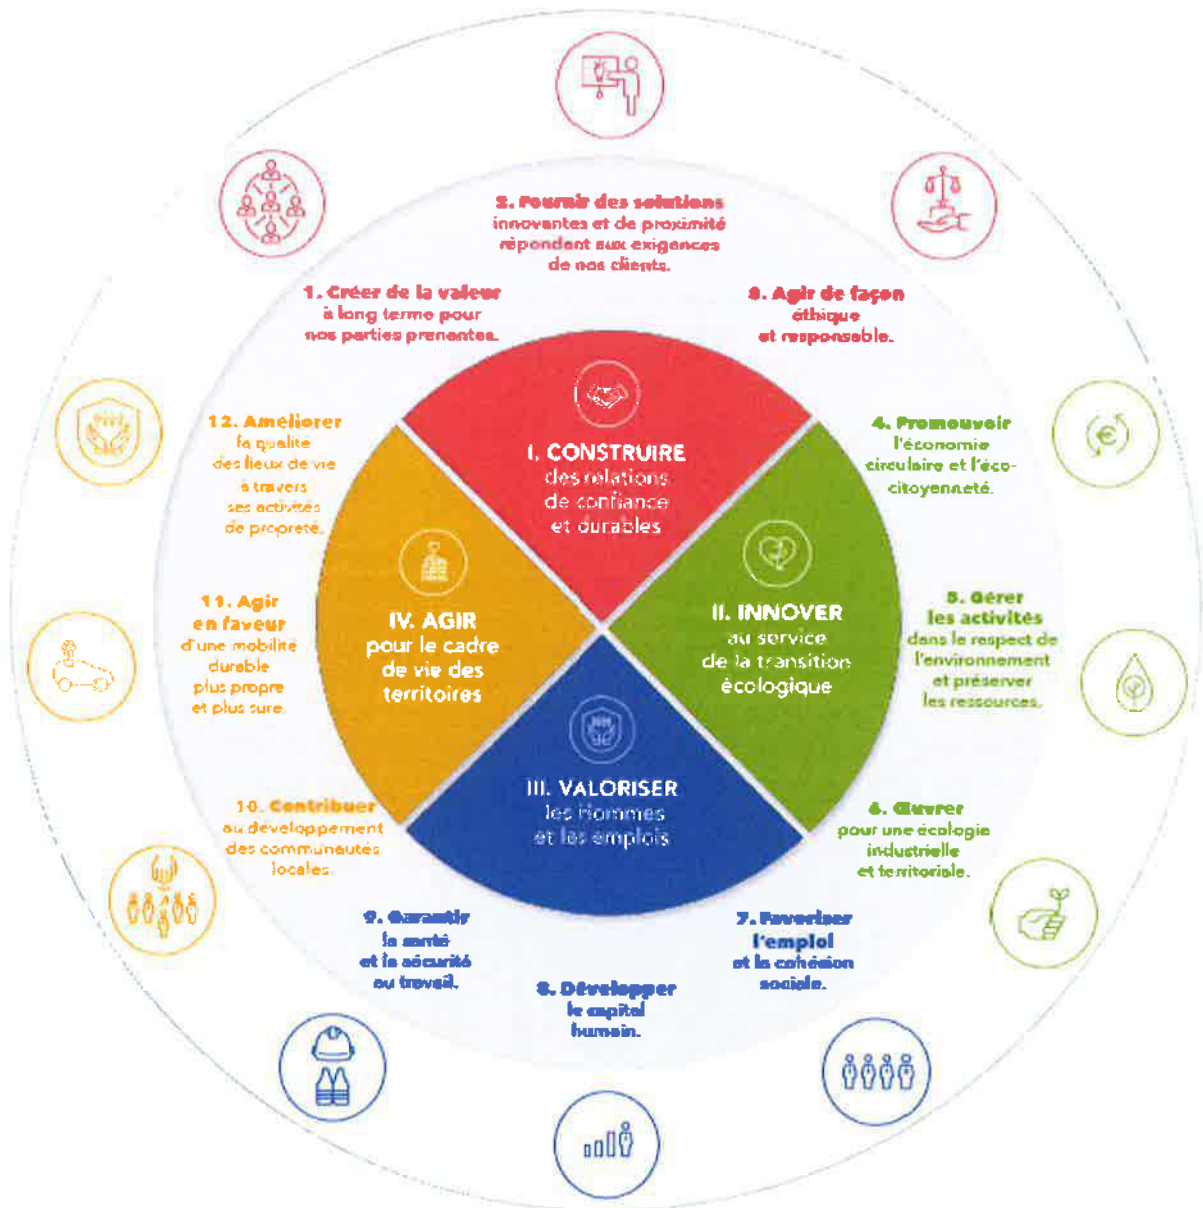 2. Fournir des solutions
innovantes et de proximité
répondant aux exigences
de nos clients.
1. Créer de la valeur
à long terme pour
nos parties prenantes.
3. Agir de façon
éthique
et responsable.
12. Améliorer
la qualité
des lieux de vie
à travers
ses activités
de propreté.
4. Promouvoir
l'économie
circulaire et l'éco-
citoyenneté.
I. CONSTRUIRE
des relations
de confiance
et durables
11. Agir
en faveur
d'une mobilité
durable
plus propre
et plus sure.
IV. AGIR
pour le cadre
de vie des
territoires
II. INNOVER
au service
de la transition
écologique
5. Gérer
les activités
dans le respect de
l'environnement
et préserver
les ressources.
III. VALORISER
les Hommes
et les emplois
10. Contribuer
au développement
des communautés
locales.
6. Œuvrer
pour une écologie
industrielle
et territoriale.
9. Garantir
la santé
et la sécurité
au travail.
8. Développer
le capital
humain.
7. Favoriser
l'emploi
et la cohésion
sociale.